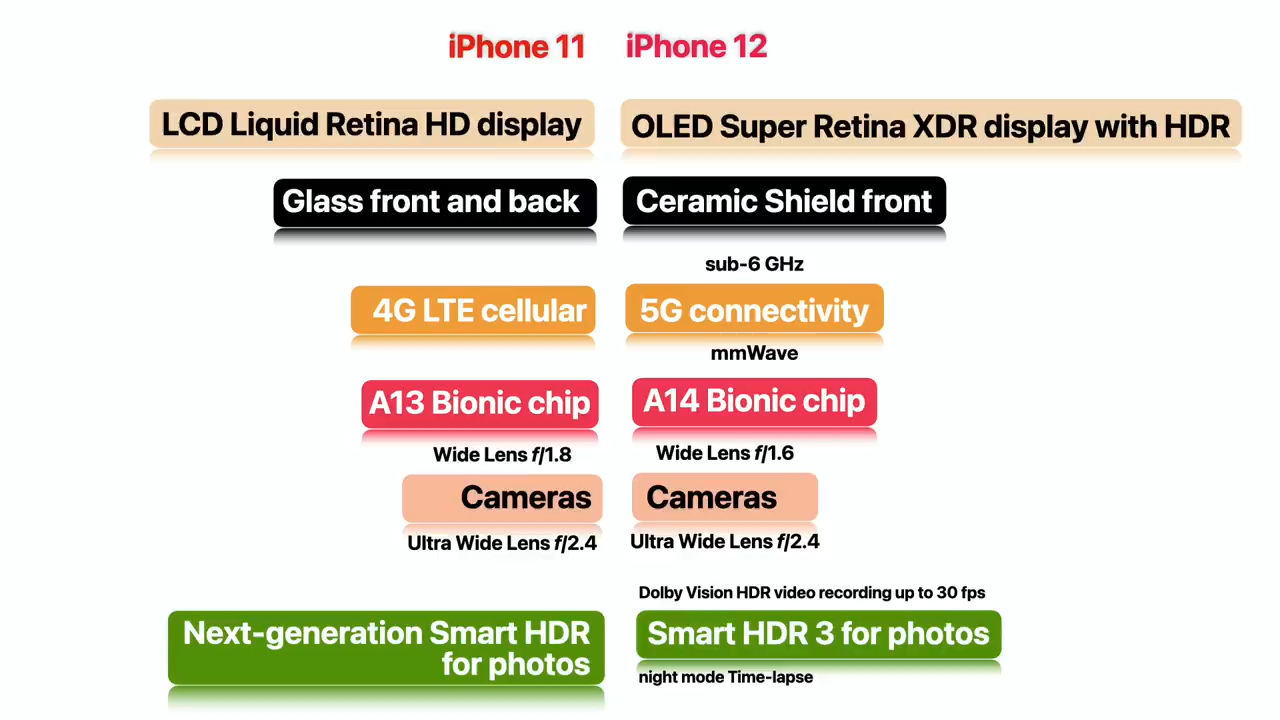 iPhone 11
iPhone 12
LCD Liquid Retina HD display
OLED Super Retina XDR display with HDR
Glass front and back
Ceramic Shield front
sub-6 GHz
4G LTE cellular
5G connectivity
mmWave
A13 Bionic chip
A14 Bionic chip
Wide Lens f/1.8
Wide Lens f/1.6
Cameras
Cameras
Ultra Wide Lens f/2.4
Ultra Wide Lens f/2.4
Dolby Vision HDR video recording up to 30 fps
Next-generation Smart HDR
for photos
Smart HDR 3 for photos
night mode Time-lapse